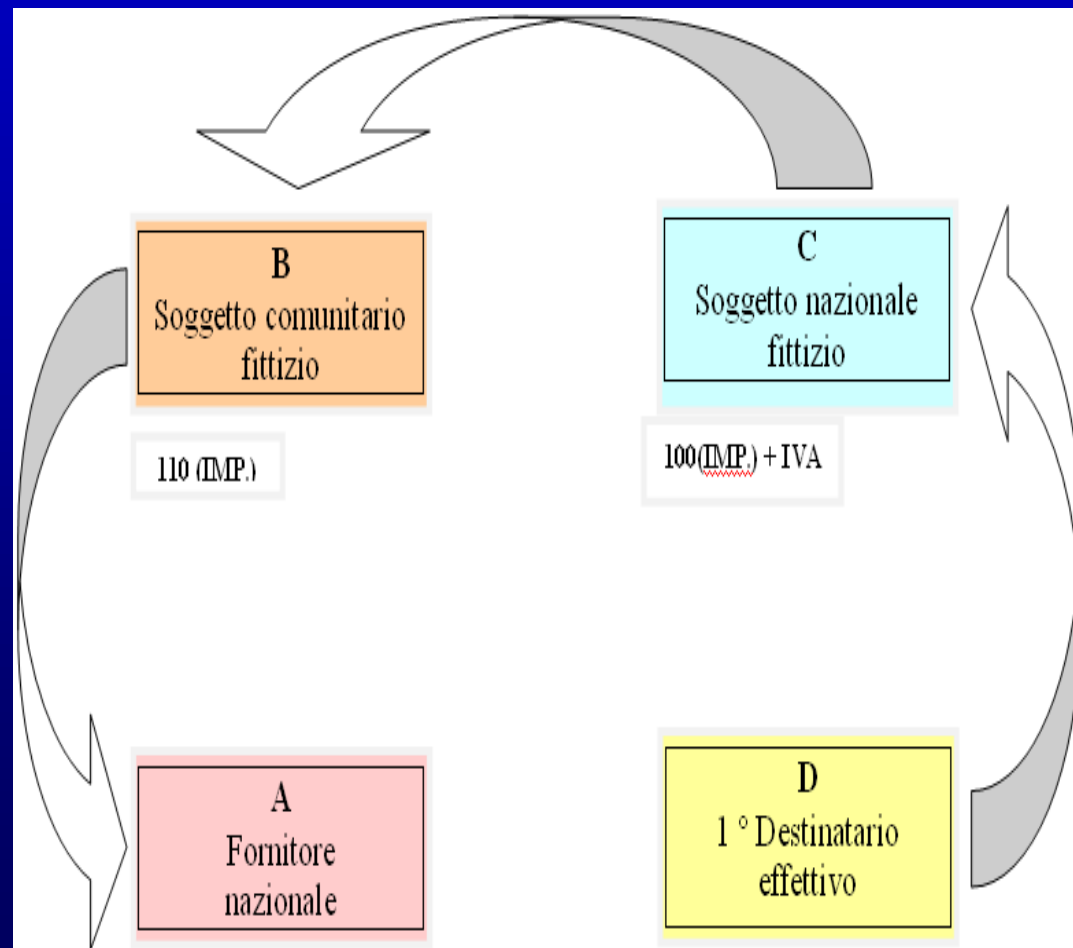 B
Soggetto comunitario
fittizio
C
Soggetto nazionale
fittizio
110 (IMP.)
100(IMP.) + IVA
A
Fornitore
nazionale
D
1 ° Destinatario
effettivo